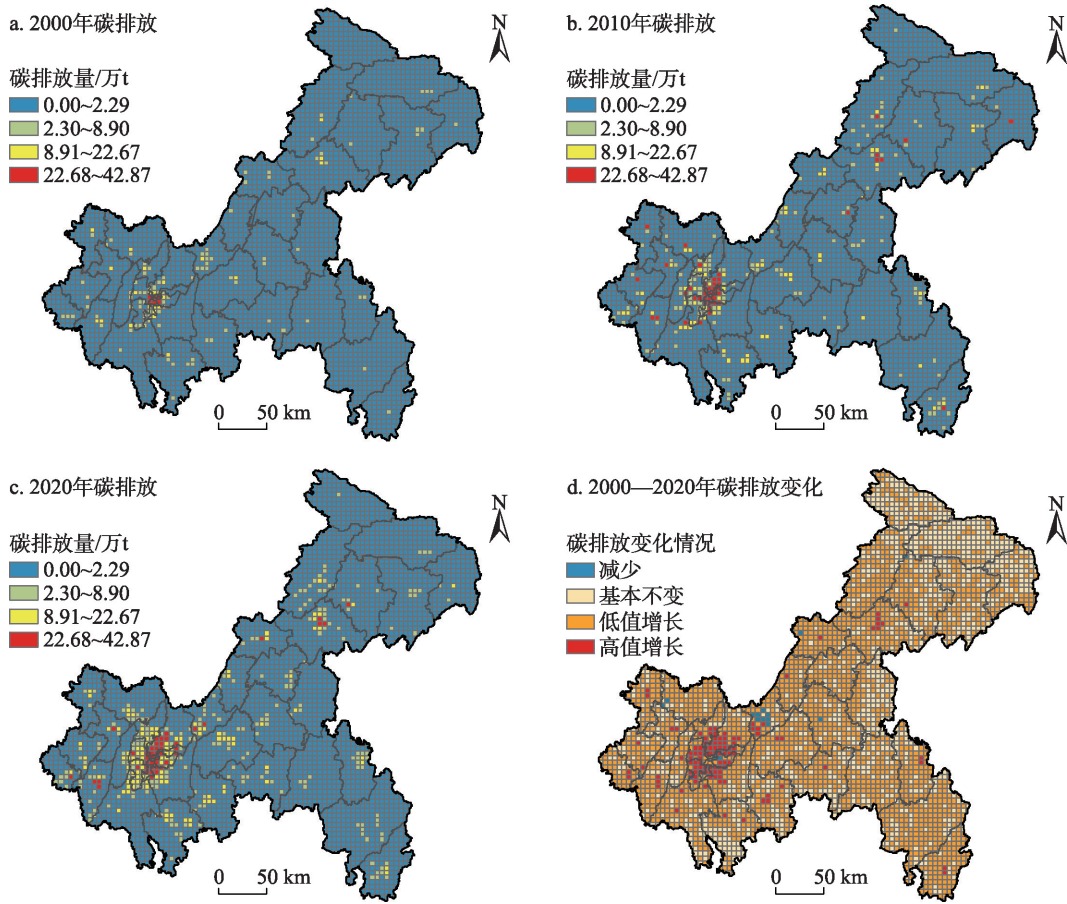 a. 2000年碳排放
N
碳排放量/万t
0.00~2.29
2.30~8.90
8.91~22.67
22.68~42.87
0 50 km
b. 2010年碳排放
N
碳排放量/万t
0.00~2.29
2.30~8.90
8.91~22.67
22.68~42.87
0 50 km
c. 2020年碳排放
N
碳排放量/万t
0.00~2.29
2.30~8.90
8.91~22.67
22.68~42.87
0 50 km
d. 2000—2020年碳排放变化
N
碳排放变化情况
减少
基本不变
低值增长
高值增长
0 50 km